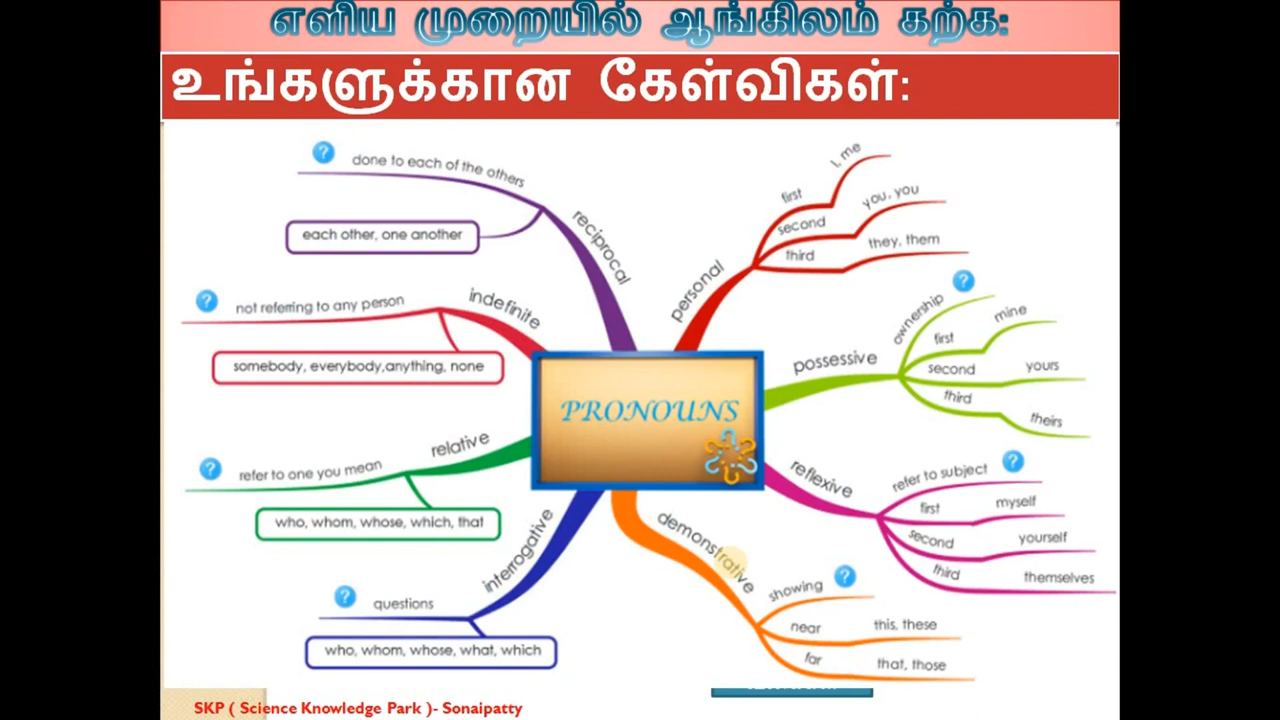 எளிய முறையில் ஆங்கிலம் கற்க:
உங்களுக்கான கேள்விகள்:
PRONOUNS
reciprocal
? done to each of the others
each other, one another
indefinite
? not referring to any person
somebody, everybody,anything, none
relative
? refer to one you mean
who, whom, whose, which, that
interrogative
? questions
who, whom, whose, what, which
personal
first I, me
second you, you
third they, them
possessive
ownership ?
first mine
second yours
third theirs
reflexive
refer to subject ?
first myself
second yourself
third themselves
demonstrative
showing ?
near this, these
far that, those
SKP ( Science Knowledge Park )- Sonaipatty